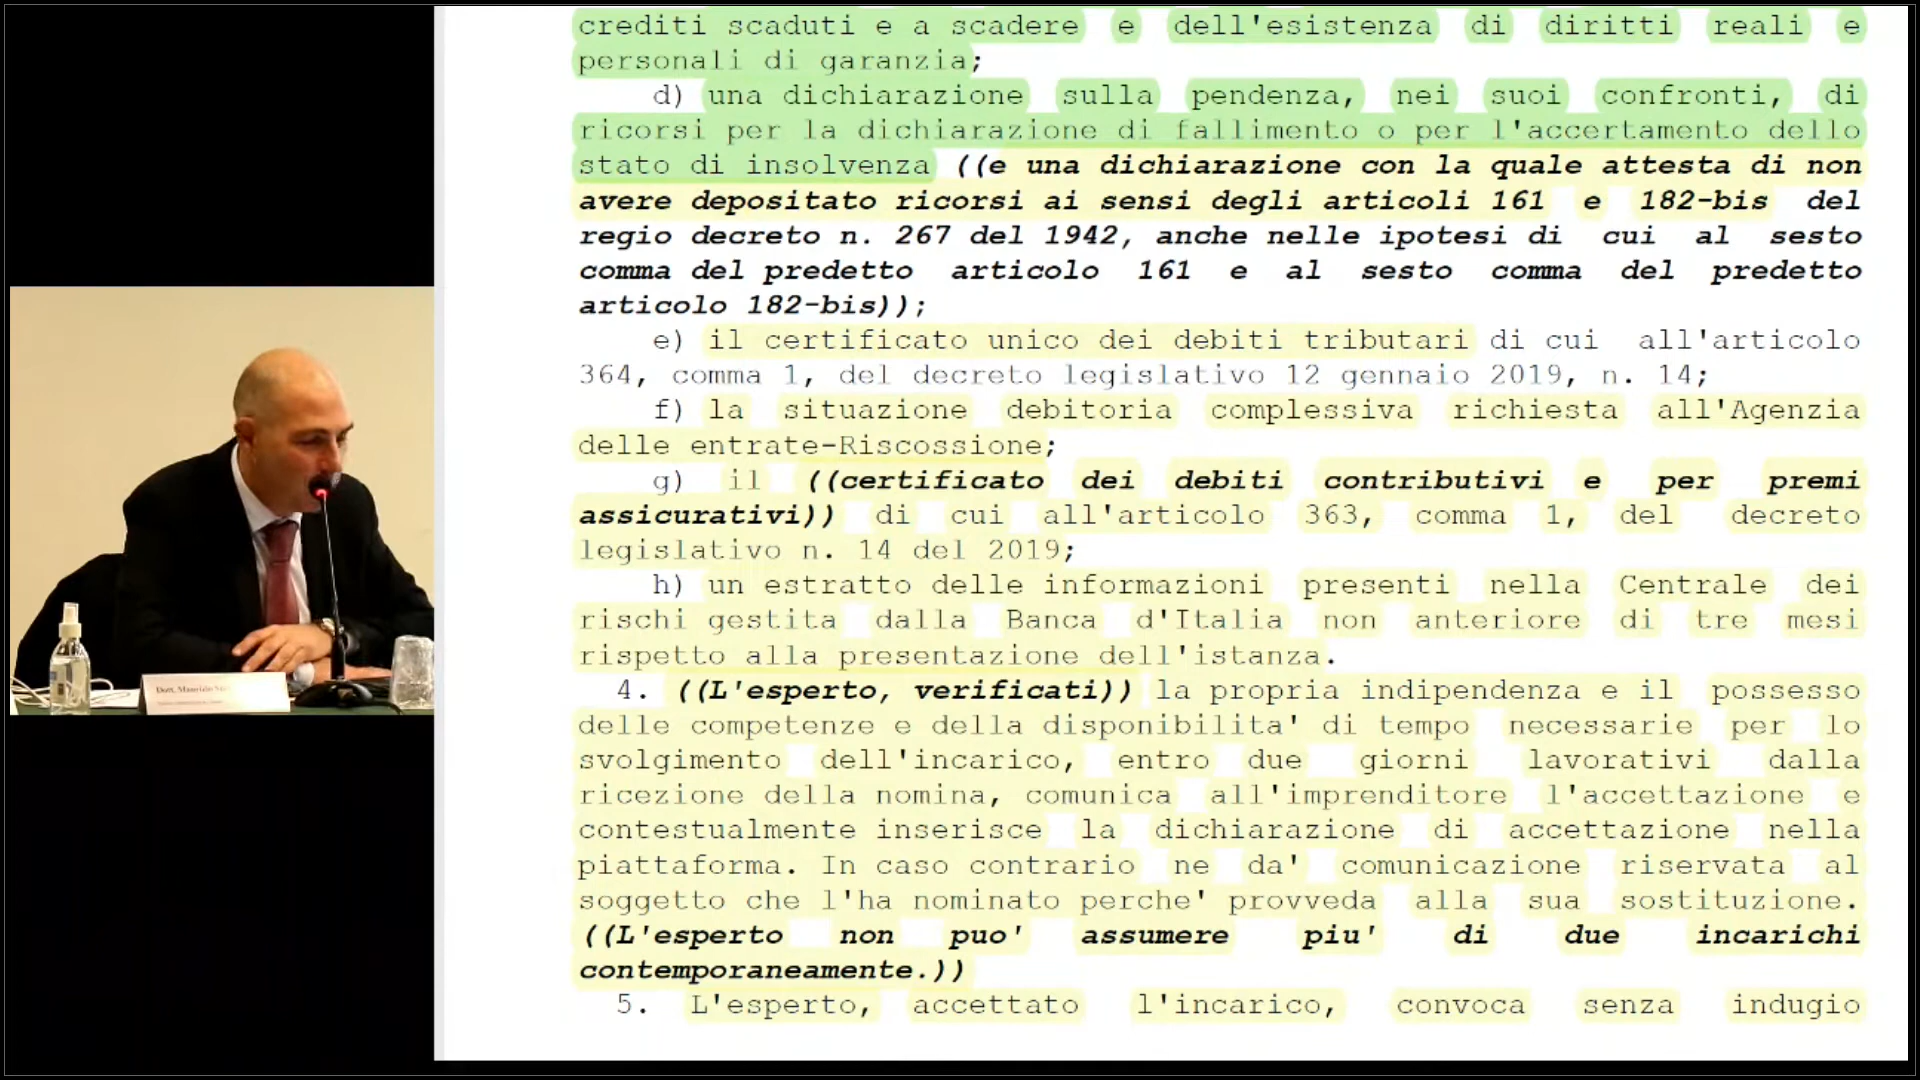 crediti scaduti e a scadere e dell'esistenza di diritti reali e
personali di garanzia;
d) una dichiarazione sulla pendenza, nei suoi confronti, di
ricorsi per la dichiarazione di fallimento o per l'accertamento dello
stato di insolvenza ((e una dichiarazione con la quale attesta di non
avere depositato ricorsi ai sensi degli articoli 161 e 182-bis del
regio decreto n. 267 del 1942, anche nelle ipotesi di cui al sesto
comma del predetto articolo 161 e al sesto comma del predetto
articolo 182-bis));
e) il certificato unico dei debiti tributari di cui all'articolo
364, comma 1, del decreto legislativo 12 gennaio 2019, n. 14;
f) la situazione debitoria complessiva richiesta all'Agenzia
delle entrate-Riscossione;
g) il ((certificato dei debiti contributivi e per premi
assicurativi)) di cui all'articolo 363, comma 1, del decreto
legislativo n. 14 del 2019;
h) un estratto delle informazioni presenti nella Centrale dei
rischi gestita dalla Banca d'Italia non anteriore di tre mesi
rispetto alla presentazione dell'istanza.
4. ((L'esperto, verificati)) la propria indipendenza e il possesso
delle competenze e della disponibilita' di tempo necessarie per lo
svolgimento dell'incarico, entro due giorni lavorativi dalla
ricezione della nomina, comunica all'imprenditore l'accettazione e
contestualmente inserisce la dichiarazione di accettazione nella
piattaforma. In caso contrario ne da' comunicazione riservata al
soggetto che l'ha nominato perche' provveda alla sua sostituzione.
((L'esperto non puo' assumere piu' di due incarichi
contemporaneamente.))
5. L'esperto, accettato l'incarico, convoca senza indugio
Dott. Maurizio